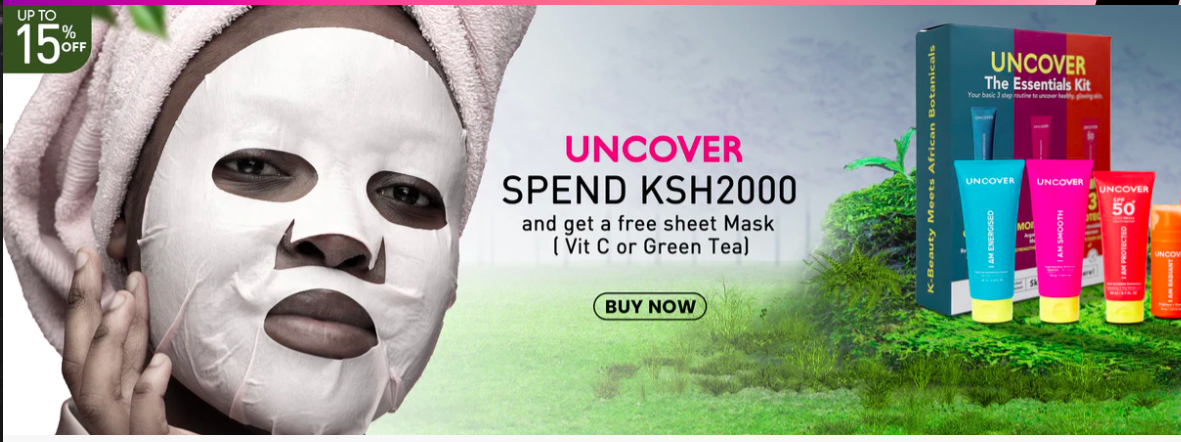 UP TO
15% OFF
UNCOVER
SPEND KSH2000
and get a free sheet Mask
( Vit C or Green Tea)
BUY NOW
K-Beauty Meets African Botanicals
UNCOVER
The Essentials Kit
Your basic 3 step routine to uncover healthy, glowing skin.
UNCOVER
I AM ENERGISED
UNCOVER
I AM SMOOTH
UNCOVER
SPF
50+
I AM PROTECTED
UNCOV
I AM RADIANT